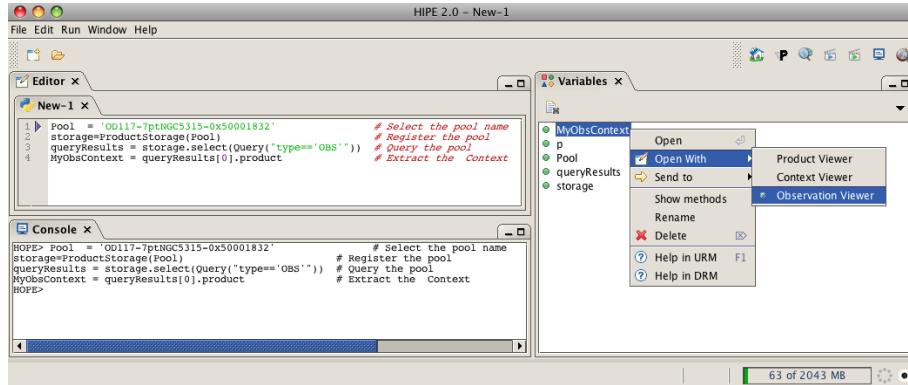 HIPE 2.0 - New-1
File Edit Run Window Help
P
Editor ×
New-1 ×
1 Pool = 'OD117-7ptNGC5315-0x50001832' # Select the pool name
2 storage=ProductStorage(Pool) # Register the pool
3 queryResults = storage.select(Query("type=='OBS'")) # Query the pool
4 MyObsContext = queryResults[0].product # Extract the Context
Console ×
HOPE> Pool = 'OD117-7ptNGC5315-0x50001832' # Select the pool name
storage=ProductStorage(Pool) # Register the pool
queryResults = storage.select(Query("type=='OBS'")) # Query the pool
MyObsContext = queryResults[0].product # Extract the Context
HOPE>
Variables ×
MyObsContext
p
Pool
queryResults
storage
Open
Open With
Send to
Show methods
Rename
Delete
Help in URM F1
Help in DRM
Product Viewer
Context Viewer
Observation Viewer
63 of 2043 MB